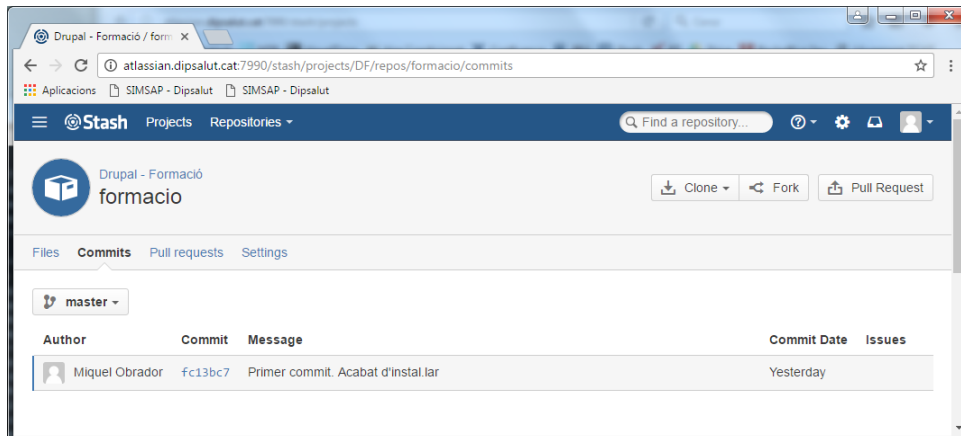 Drupal - Formació / form
atlassian.dipsalut.cat:7990/stash/projects/DF/repos/formacio/commits
Aplicacions SIMSAP - Dipsalut SIMSAP - Dipsalut
Stash Projects Repositories Find a repository...
Drupal - Formació
formacio
Clone Fork Pull Request
Files Commits Pull requests Settings
master
Author Commit Message Commit Date Issues
Miquel Obrador fc13bc7 Primer commit. Acabat d'instal.lar Yesterday